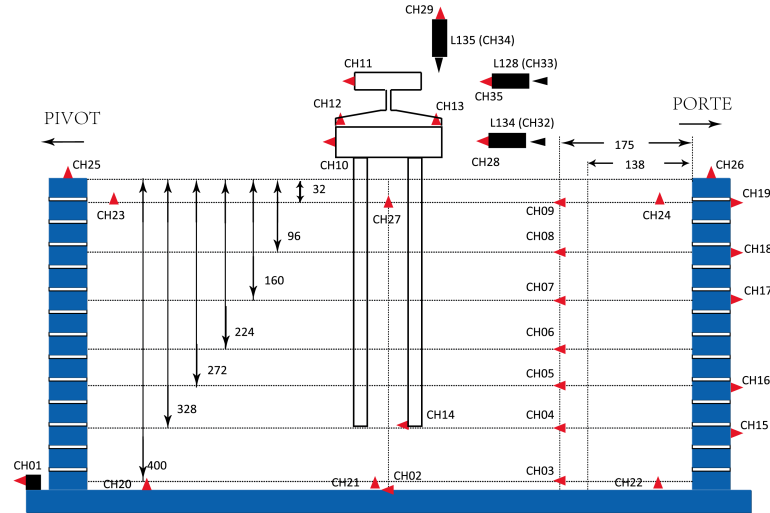 CH29
L135 (CH34)
CH11
L128 (CH33)
CH35
CH12
CH13
PIVOT
PORTE
L134 (CH32)
CH10
CH28
175
138
CH25
CH26
32
CH23
CH27
CH09
CH24
CH19
96
CH08
CH18
160
CH07
CH17
224
CH06
272
CH05
CH16
328
CH14
CH04
CH15
400
CH01
CH20
CH21
CH02
CH03
CH22